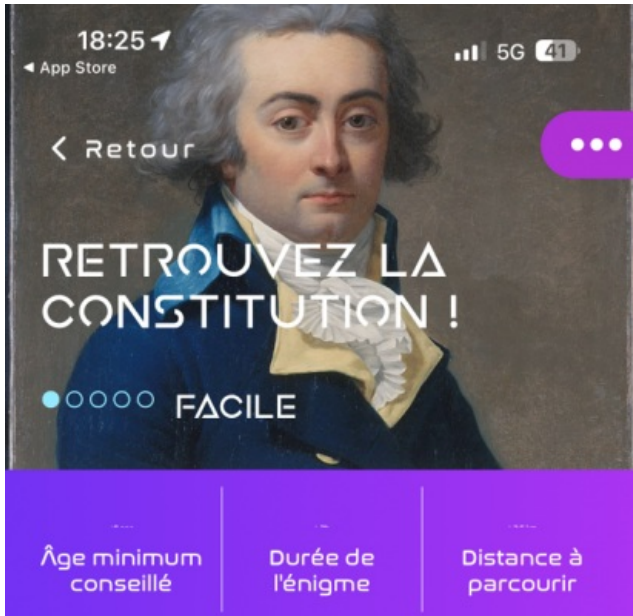 18:25
5G 41
◀ App Store
< Retour
RETROUVEZ LA
CONSTITUTION !
FACILE
Âge minimum
conseillé
Durée de
l'énigme
Distance à
parcourir